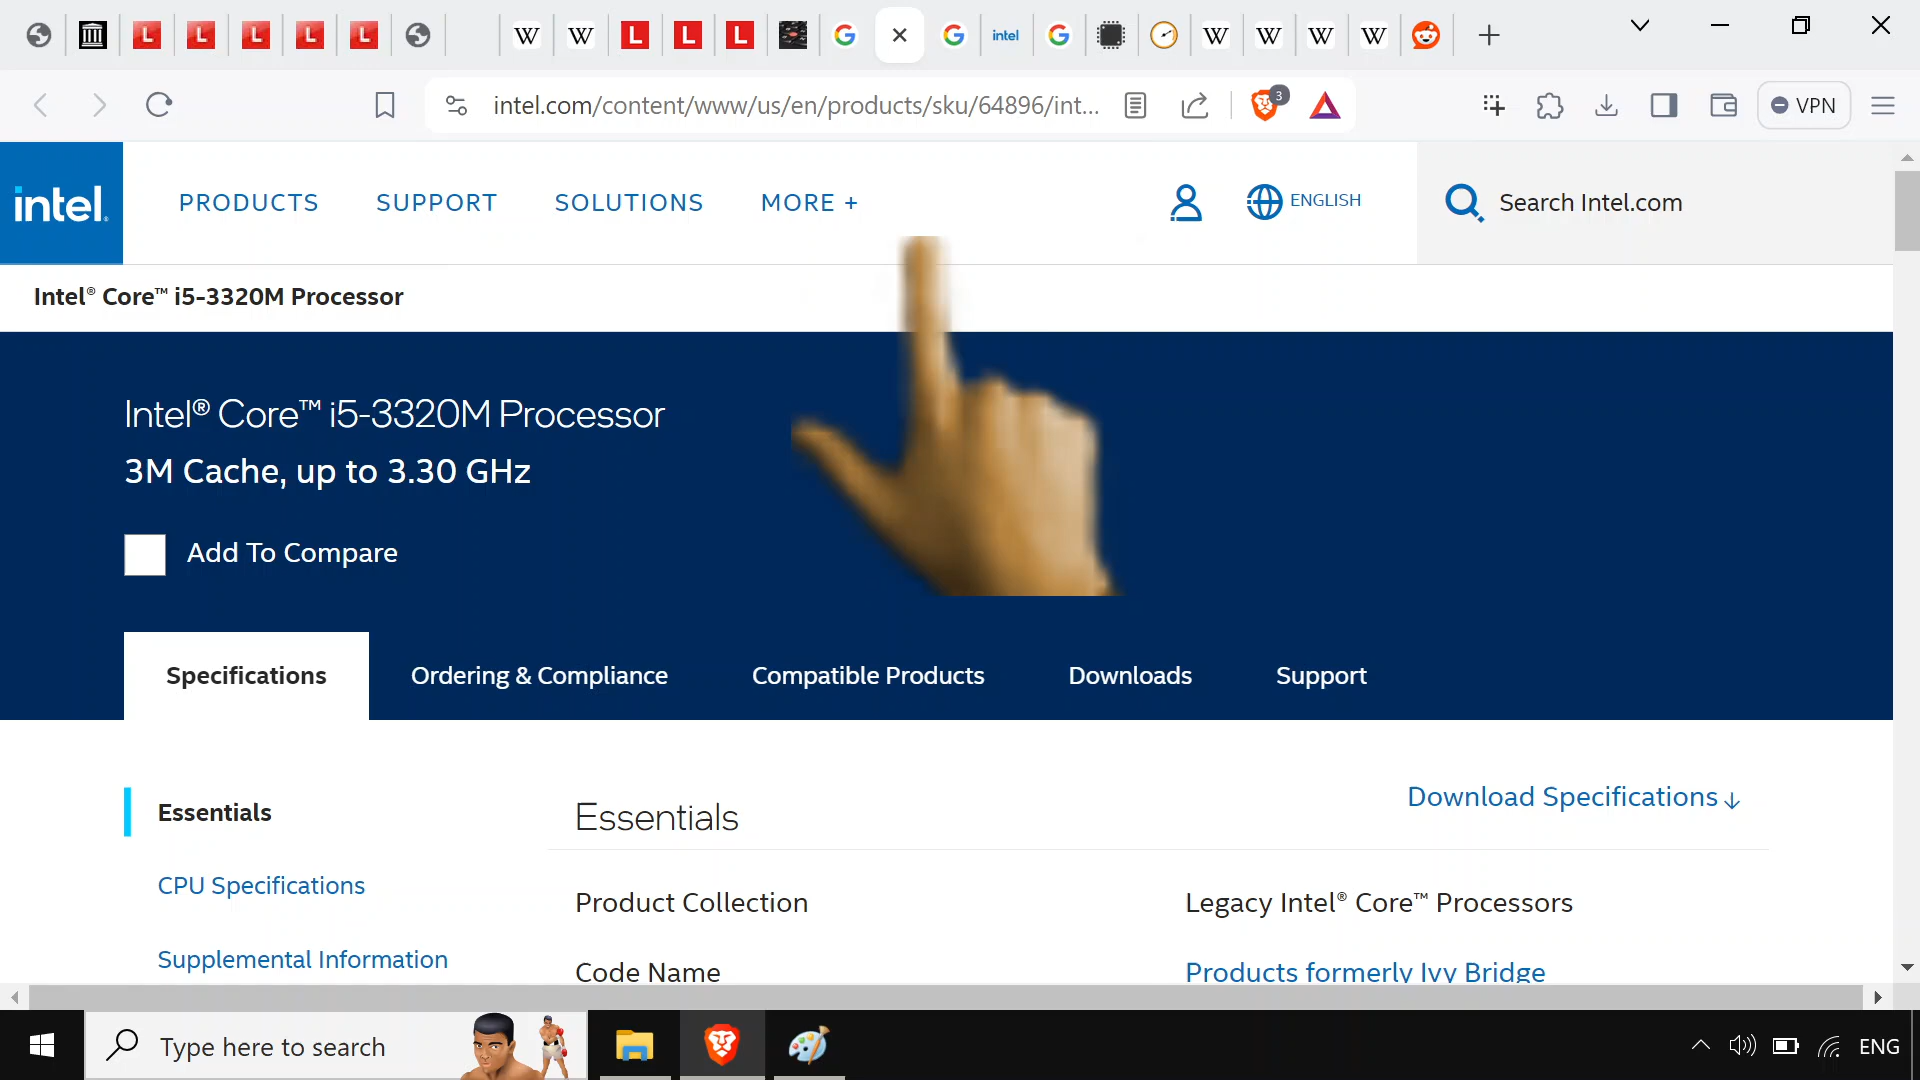 intel.com/content/www/us/en/products/sku/64896/int...
3
VPN
intel.
PRODUCTS
SUPPORT
SOLUTIONS
MORE +
ENGLISH
Search Intel.com
Intel® Core™ i5-3320M Processor
Intel® Core™ i5-3320M Processor
3M Cache, up to 3.30 GHz
Add To Compare
Specifications
Ordering & Compliance
Compatible Products
Downloads
Support
Essentials
CPU Specifications
Supplemental Information
Essentials
Download Specifications
Product Collection
Legacy Intel® Core™ Processors
Code Name
Products formerly Ivy Bridge
Type here to search
ENG
L
L
L
L
L
W
W
L
L
L
G
G
intel
G
W
W
W
W